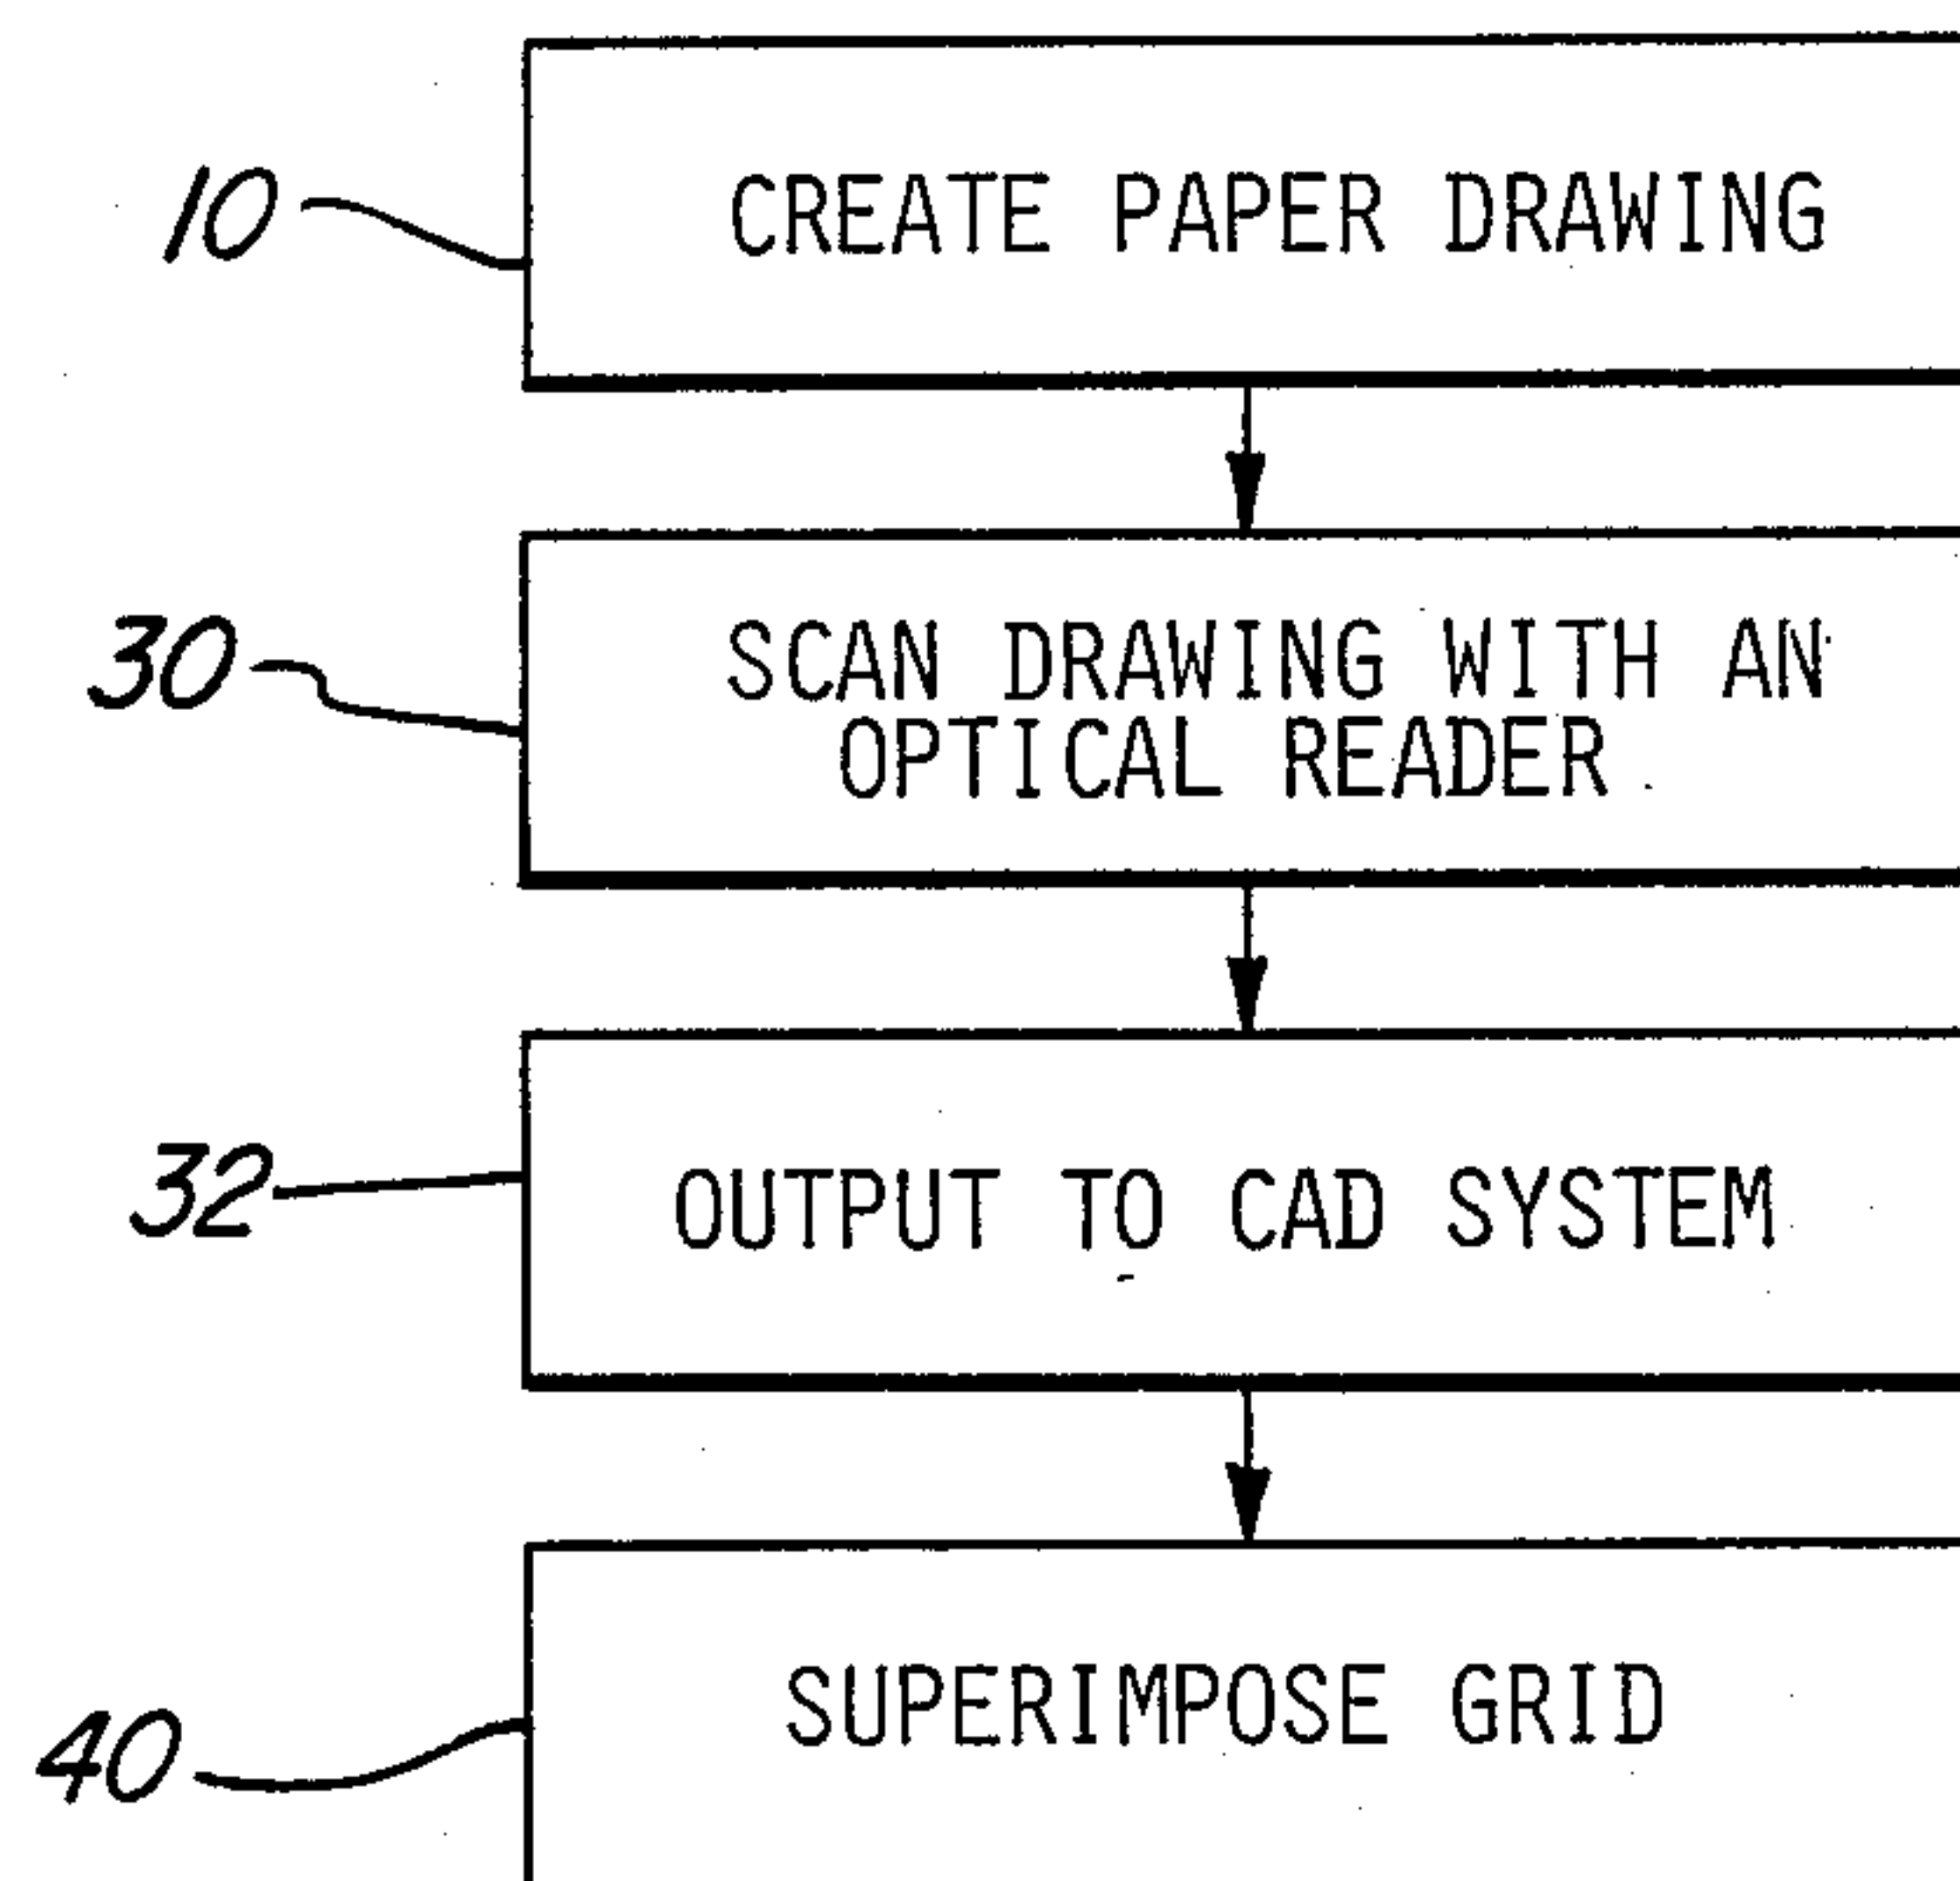 10
CREATE PAPER DRAWING
30
SCAN DRAWING WITH AN
OPTICAL READER
32
OUTPUT TO CAD SYSTEM
40
SUPERIMPOSE GRID